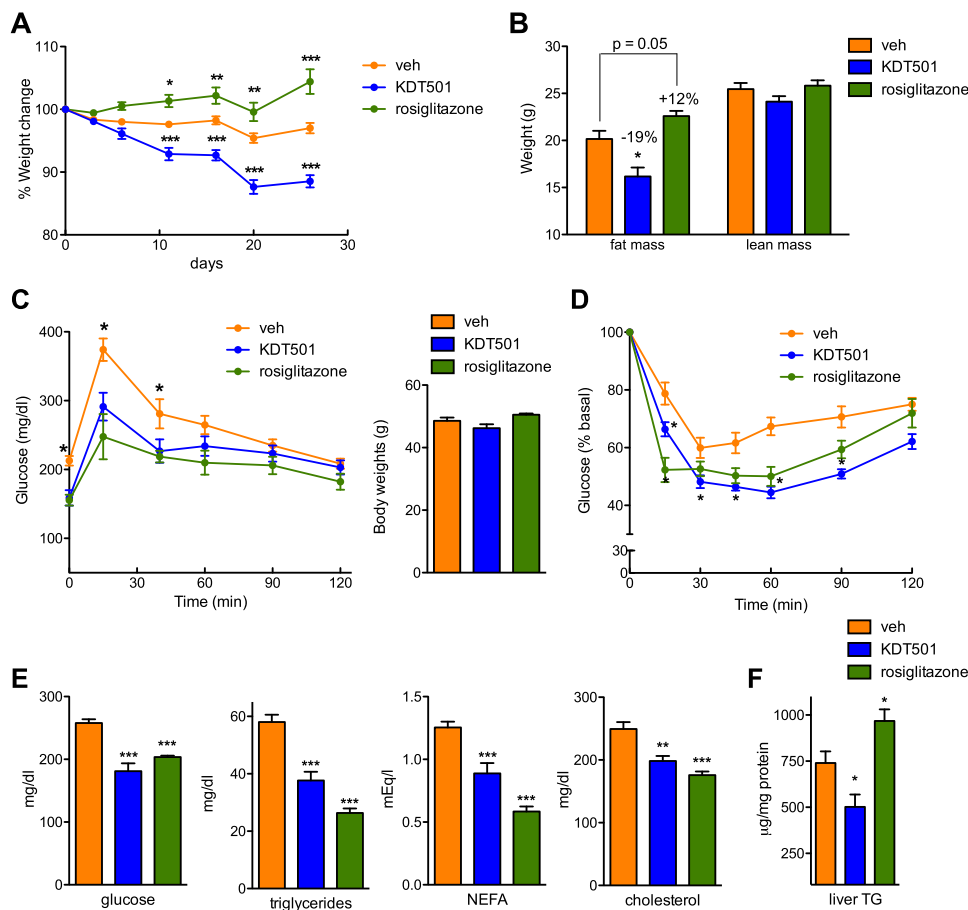 A
110
100
90
80
% Weight change
0
10
20
30
days
veh
KDT501
rosiglitazone
*
**
**
***
***
***
***
***
B
30
25
20
15
10
Weight (g)
p = 0.05
+12%
-19%
*
fat mass
lean mass
veh
KDT501
rosiglitazone
C
400
300
200
100
Glucose (mg/dl)
*
*
*
0
30
60
90
120
Time (min)
veh
KDT501
rosiglitazone
veh
KDT501
rosiglitazone
60
40
20
0
Body weights (g)
D
100
80
60
40
30
0
Glucose (% basal)
*
*
*
*
*
*
0
30
60
90
120
Time (min)
veh
KDT501
rosiglitazone
veh
KDT501
rosiglitazone
E
300
200
100
0
mg/dl
***
***
glucose
60
40
20
0
mg/dl
***
***
triglycerides
1.5
1.0
0.5
0.0
mEq/l
***
***
NEFA
300
200
100
0
mg/dl
**
***
cholesterol
F
1000
750
500
250
µg/mg protein
*
*
liver TG